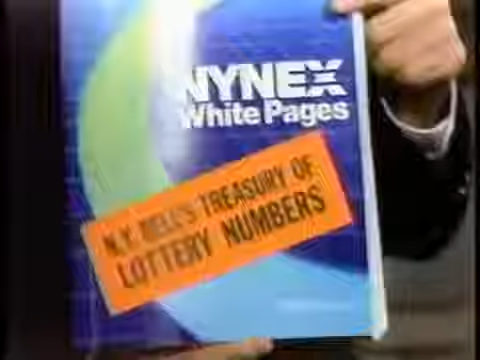 NYNEX
White Pages
N.Y. BELL'S TREASURY OF
LOTTERY NUMBERS